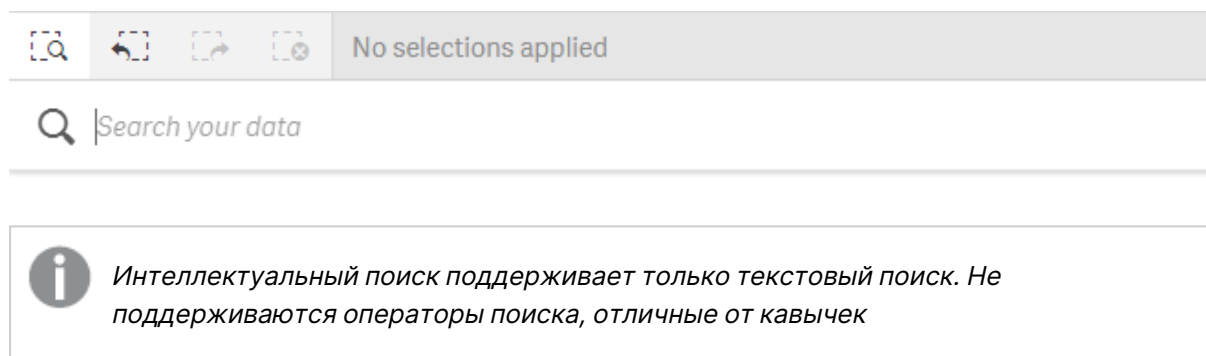 No selections applied
Search your data
Интеллектуальный поиск поддерживает только текстовый поиск. Не
поддерживаются операторы поиска, отличные от кавычек